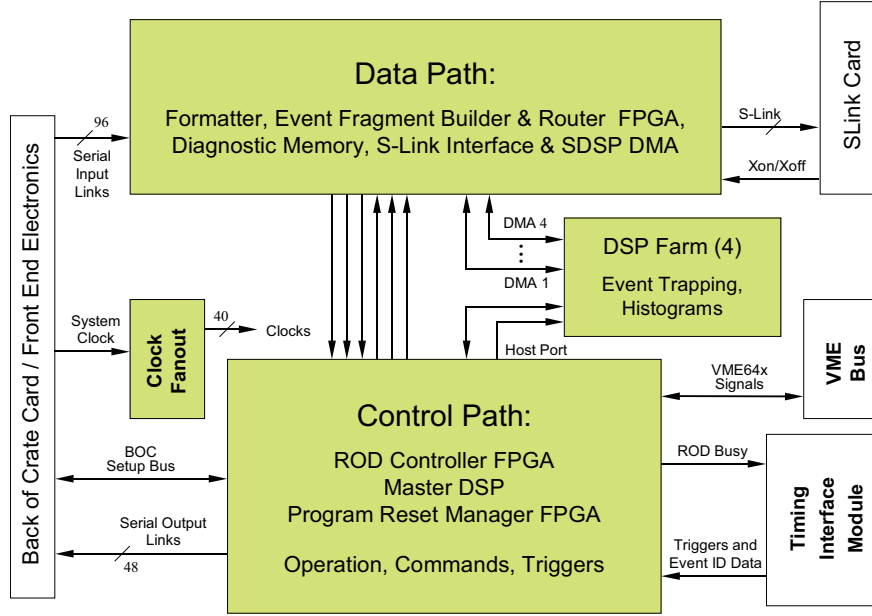 Data Path:
Formatter, Event Fragment Builder & Router FPGA,
Diagnostic Memory, S-Link Interface & SDSP DMA
SLink Card
S-Link
Xon/Xoff
Back of Crate Card / Front End Electronics
96
Serial
Input
Links
DMA 4
DMA 1
DSP Farm (4)
Event Trapping,
Histograms
Host Port
System
Clock
Clock
Fanout
40
Clocks
VME64x
Signals
VME
Bus
Control Path:
ROD Controller FPGA
Master DSP
Program Reset Manager FPGA
Operation, Commands, Triggers
BOC
Setup Bus
Serial Output
Links
48
ROD Busy
Triggers and
Event ID Data
Timing
Interface
Module